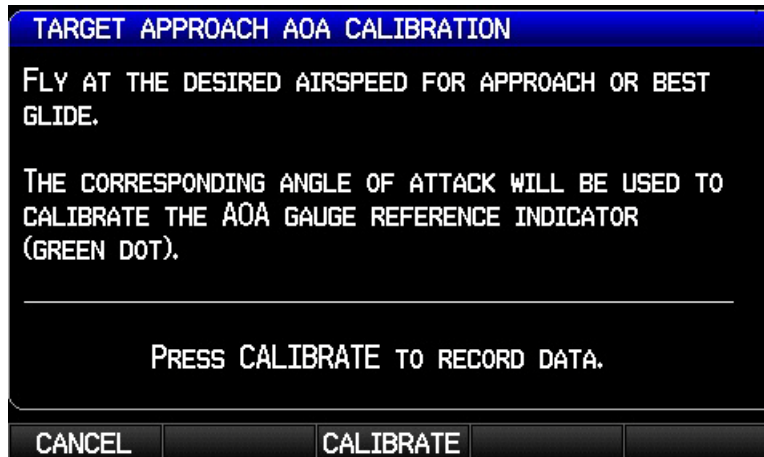 TARGET APPROACH AOA CALIBRATION
FLY AT THE DESIRED AIRSPEED FOR APPROACH OR BEST
GLIDE.
THE CORRESPONDING ANGLE OF ATTACK WILL BE USED TO
CALIBRATE THE AOA GAUGE REFERENCE INDICATOR
(GREEN DOT).
PRESS CALIBRATE TO RECORD DATA.
CANCEL CALIBRATE